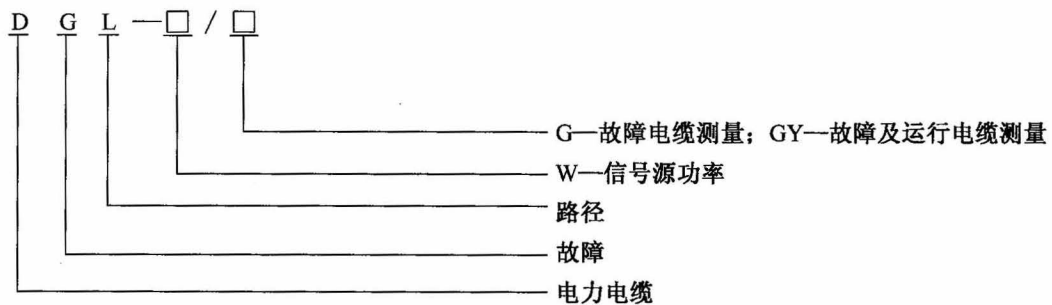 D G L—□/□
G—故障电缆测量；GY—故障及运行电缆测量
W—信号源功率
路径
故障
电力电缆